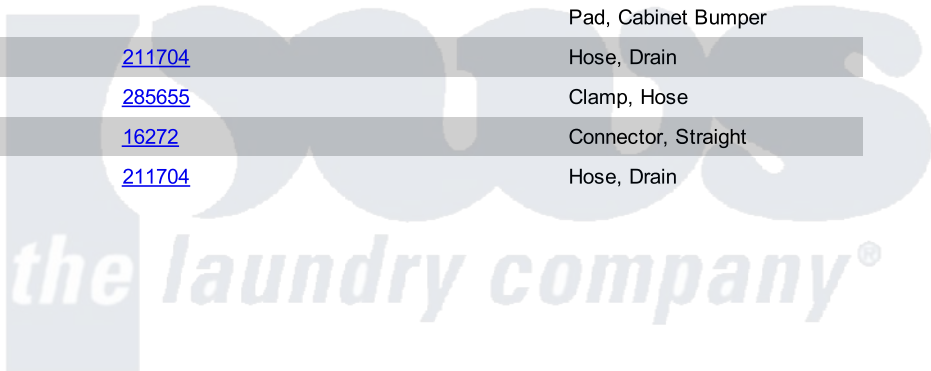 Pad, Cabinet Bumper
211704 Hose, Drain
285655 Clamp, Hose
16272 Connector, Straight
211704 Hose, Drain
the laundry company®